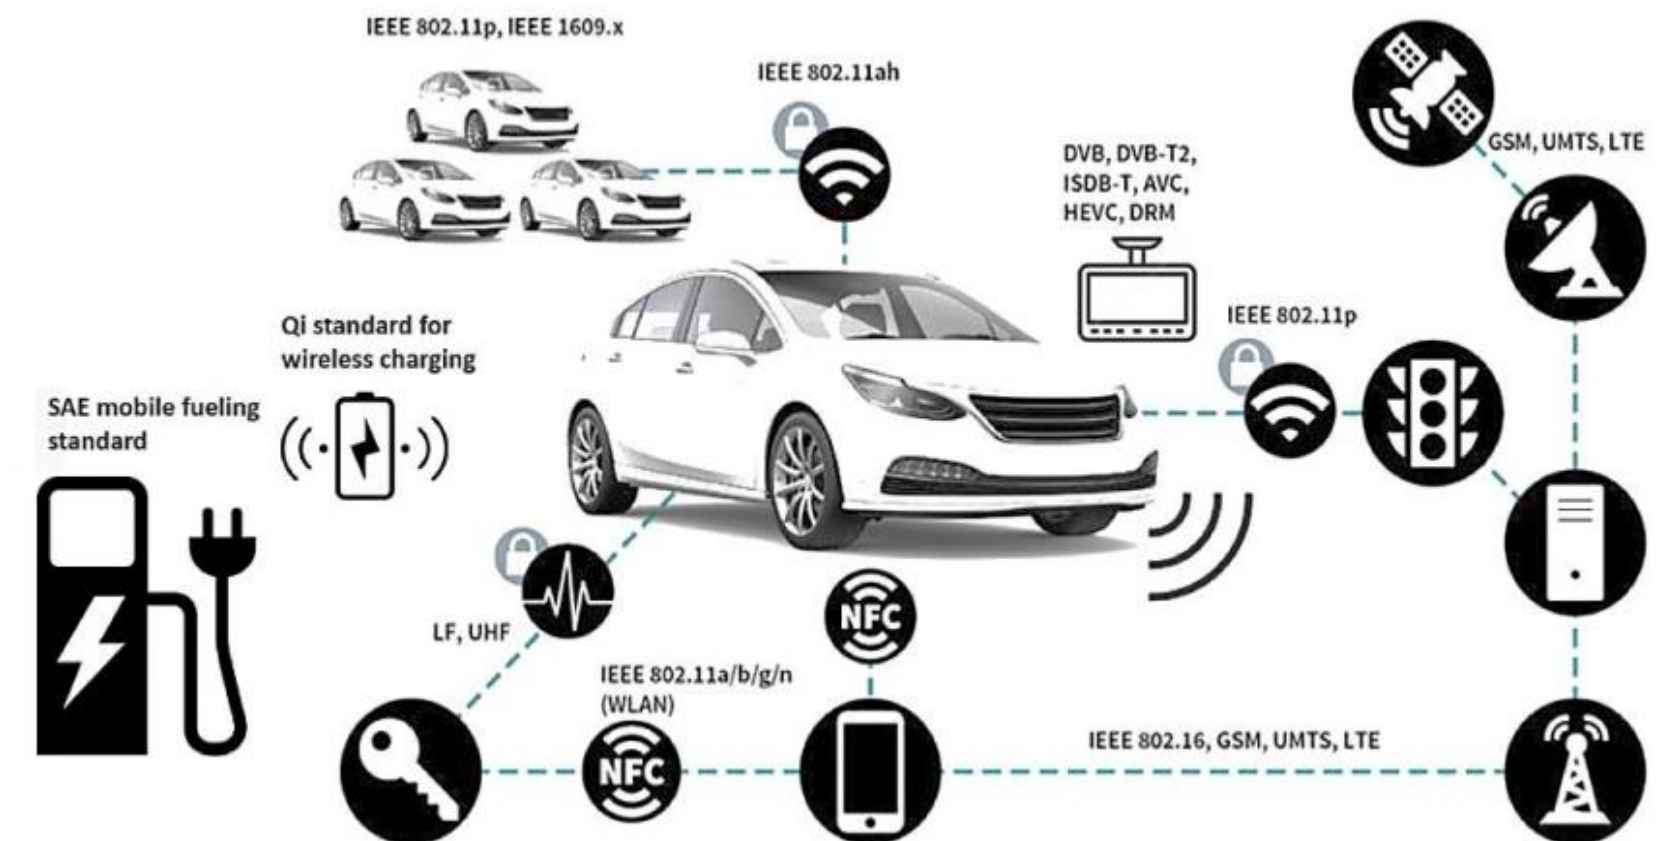 IEEE 802.11p, IEEE 1609.x
IEEE 802.11ah
DVB, DVB-T2,
ISDB-T, AVC,
HEVC, DRM
GSM, UMTS, LTE
IEEE 802.11p
Qi standard for
wireless charging
SAE mobile fueling
standard
LF, UHF
NFC
IEEE 802.11a/b/g/n
(WLAN)
NFC
IEEE 802.16, GSM, UMTS, LTE